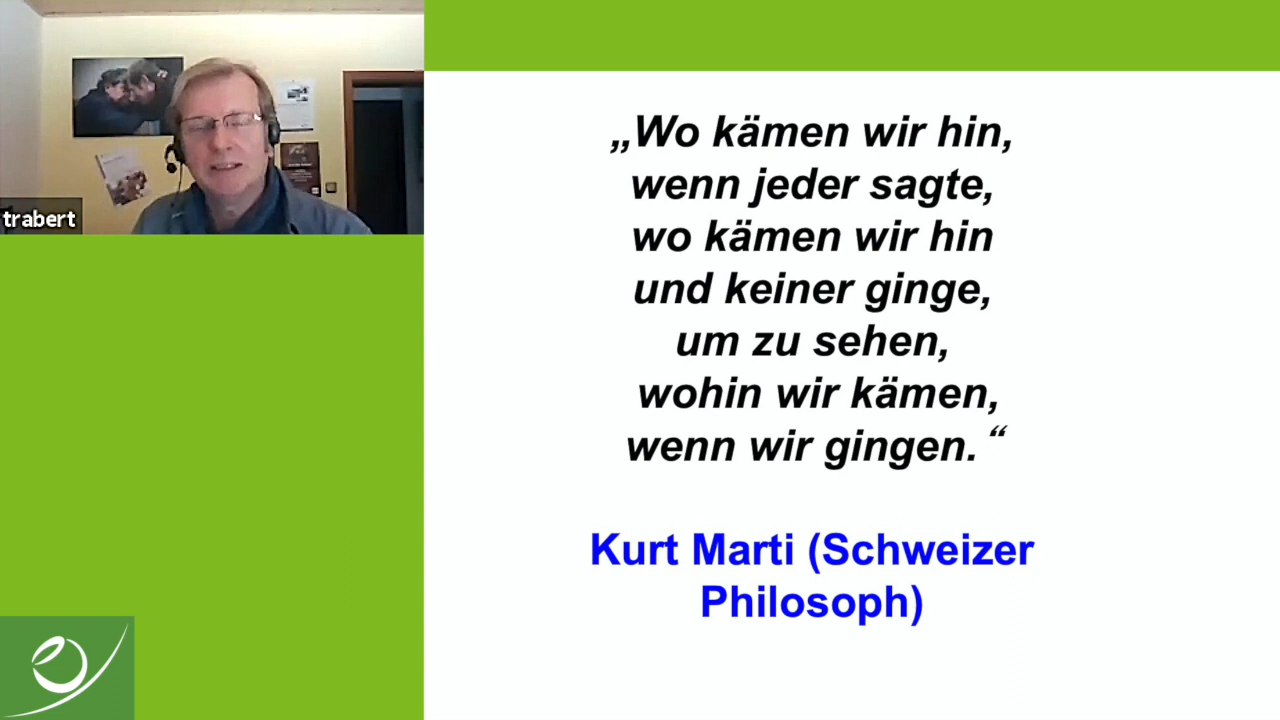 trabert
„Wo kämen wir hin,
wenn jeder sagte,
wo kämen wir hin
und keiner ginge,
um zu sehen,
wohin wir kämen,
wenn wir gingen.“
Kurt Marti (Schweizer
Philosoph)